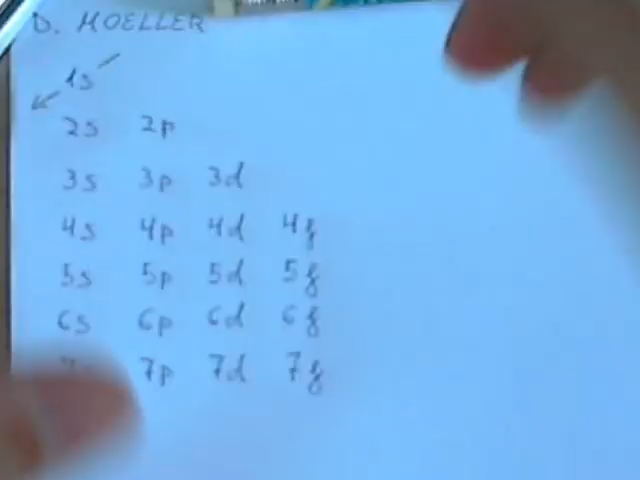 D. MOELLER
1s
2s 2p
3s 3p 3d
4s 4p 4d 4f
5s 5p 5d 5f
6s 6p 6d 6f
7p 7d 7f